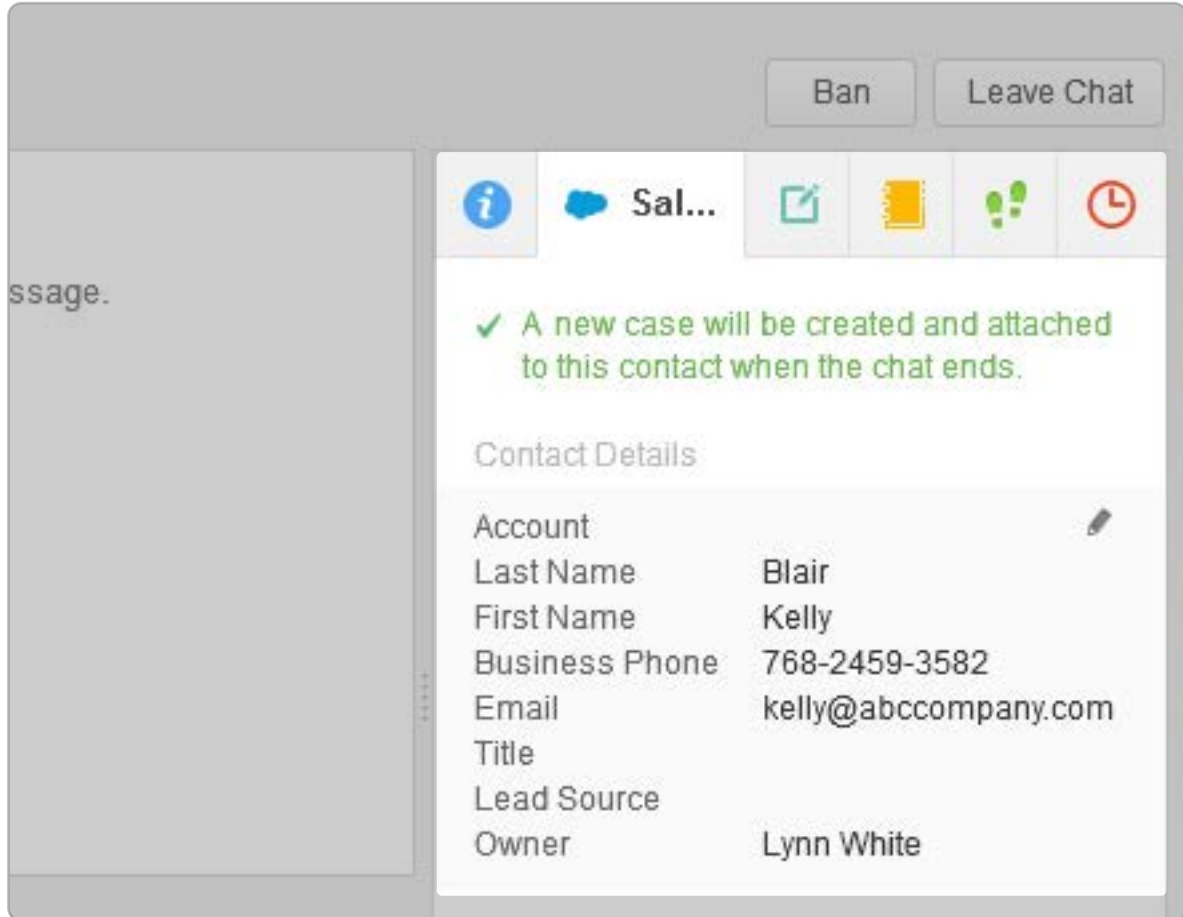 Ban Leave Chat
Sal...
ssage.
A new case will be created and attached
to this contact when the chat ends.
Contact Details
Account
Last Name Blair
First Name Kelly
Business Phone 768-2459-3582
Email kelly@abccompany.com
Title
Lead Source
Owner Lynn White